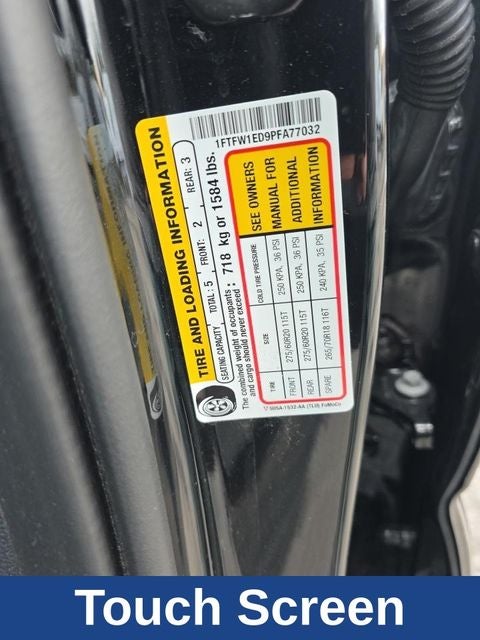 1FTFW1ED9PFA77032
TIRE AND LOADING INFORMATION
SEATING CAPACITY TOTAL: 5 FRONT: 2 REAR: 3
The combined weight of occupants and cargo should never exceed : 718 kg or 1584 lbs.
TIRE SIZE COLD TIRE PRESSURE
FRONT 275/60R20 115T 250 KPA, 36 PSI
REAR 275/60R20 115T 250 KPA, 36 PSI
SPARE 265/70R18 116T 240 KPA, 35 PSI
SEE OWNERS
MANUAL FOR
ADDITIONAL
INFORMATION
Touch Screen